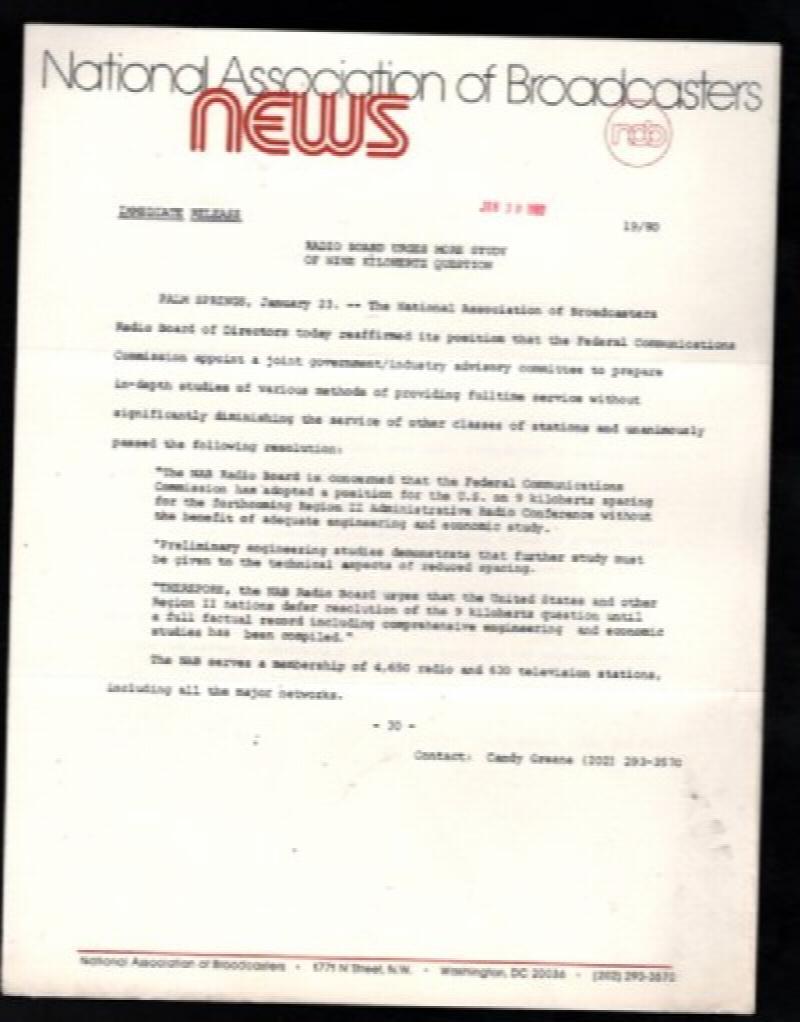 National Association of Broadcasters
NEWS
nab
IMMEDIATE RELEASE
19/80
RADIO BOARD URGES MORE STUDY
OF NINE KILOHERTZ QUESTION
PALM SPRINGS, January 23. -- The National Association of Broadcasters
Radio Board of Directors today reaffirmed its position that the Federal Communications
Commission appoint a joint government/industry advisory committee to prepare
in-depth studies of various methods of providing fulltime service without
significantly diminishing the service of other classes of stations and unanimously
passed the following resolution:
"The NAB Radio Board is concerned that the Federal Communications
Commission has adopted a position for the U.S. on 9 kilohertz spacing
for the forthcoming Region II Administrative Radio Conference without
the benefit of adequate engineering and economic study.
"Preliminary engineering studies demonstrate that further study must
be given to the technical aspects of reduced spacing.
"THEREFORE, the NAB Radio Board urges that the United States and other
Region II nations defer resolution of the 9 kilohertz question until
a full factual record including comprehensive engineering and economic
studies has been compiled."
The NAB serves a membership of 4,650 radio and 630 television stations,
including all the major networks.
- 30 -
Contact: Candy Greene (202) 293-3570
National Association of Broadcasters • 1771 N Street, N.W. • Washington, DC 20036 • (202) 293-3570